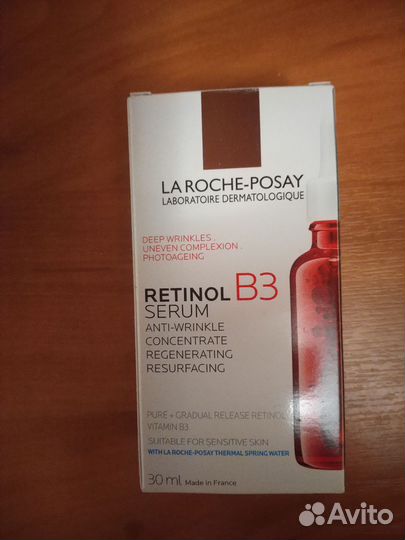 LA ROCHE-POSAY
LABORATOIRE DERMATOLOGIQUE
DEEP WRINKLES.
UNEVEN COMPLEXION.
PHOTOAGEING
RETINOL B3
SERUM
ANTI-WRINKLE
CONCENTRATE
REGENERATING
RESURFACING
PURE + GRADUAL RELEASE RETINOL
VITAMIN B3
SUITABLE FOR SENSITIVE SKIN
WITH LA ROCHE-POSAY THERMAL SPRING WATER
30 ml Made in France
Avito